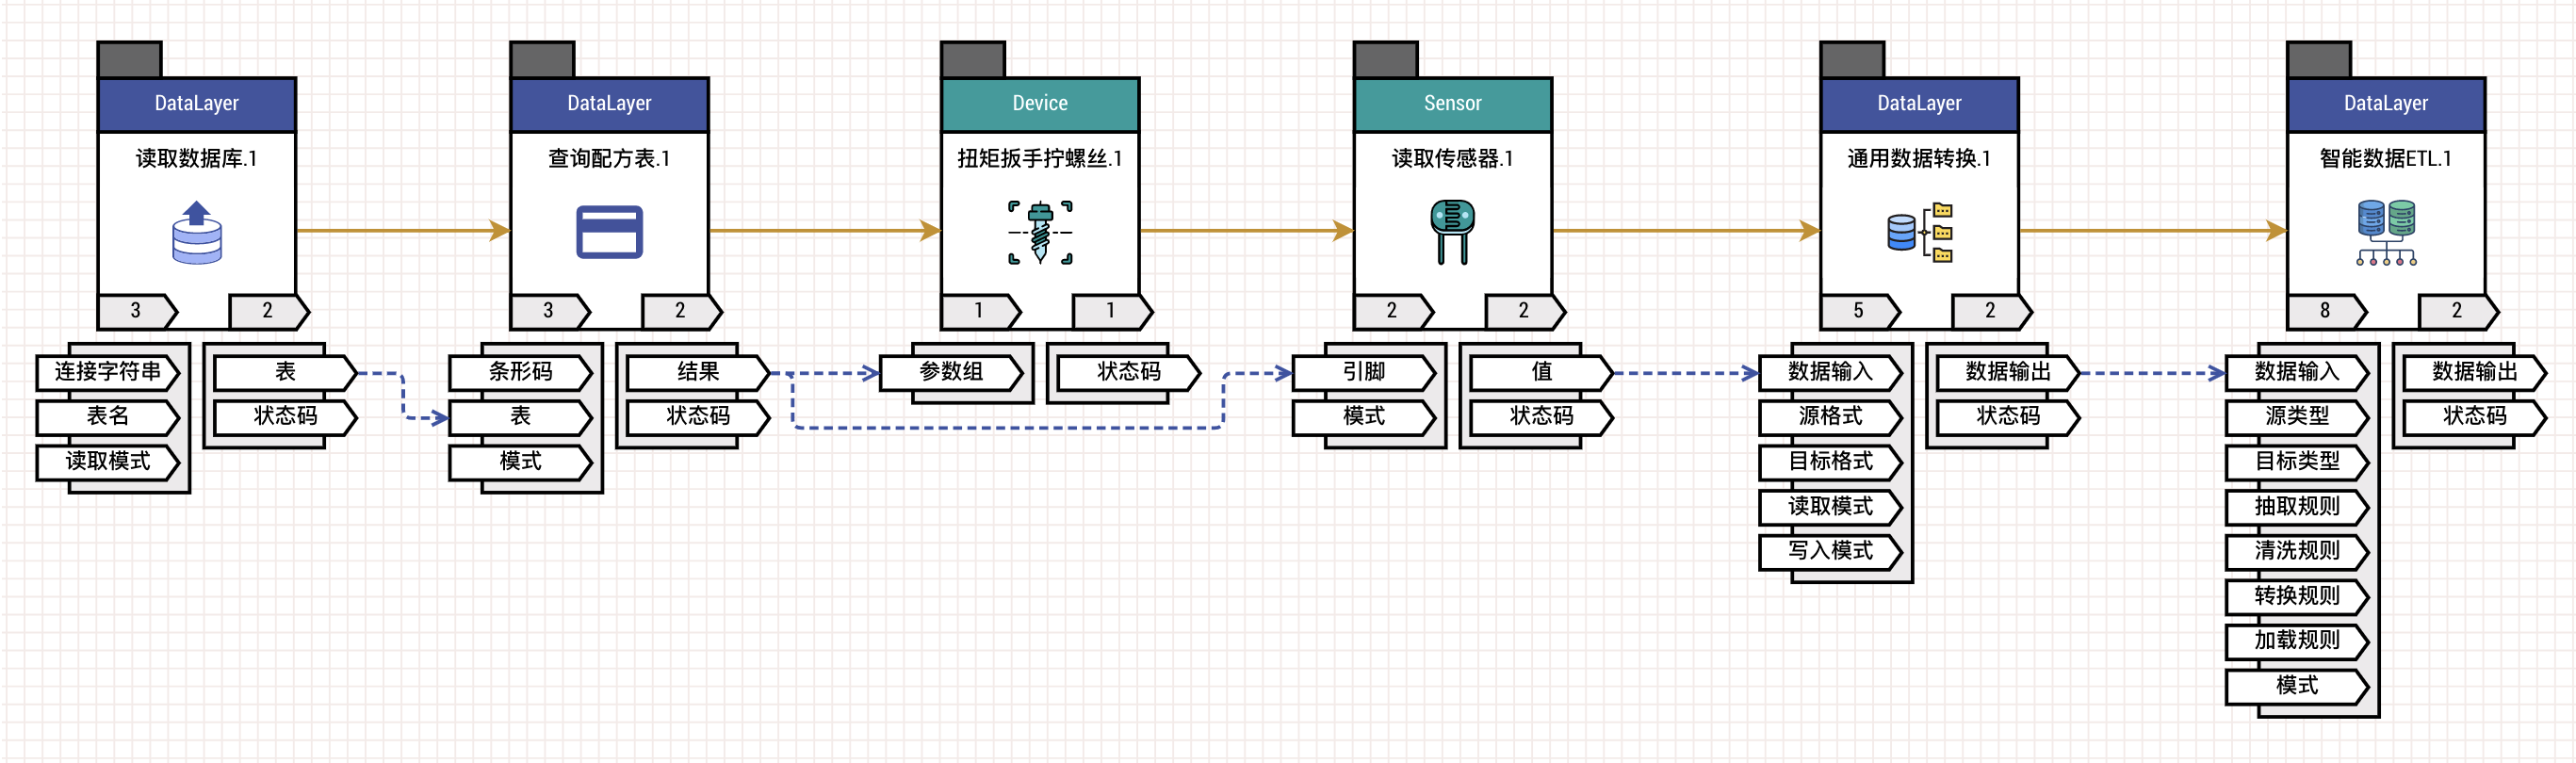 DataLayer
读取数据库.1
3
2
连接字符串
表名
读取模式
表
状态码
DataLayer
查询配方表.1
3
2
条形码
表
模式
结果
状态码
Device
扭矩扳手拧螺丝.1
1
1
参数组
状态码
Sensor
读取传感器.1
2
2
引脚
模式
值
状态码
DataLayer
通用数据转换.1
5
2
数据输入
源格式
目标格式
读取模式
写入模式
数据输出
状态码
DataLayer
智能数据ETL.1
8
2
数据输入
源类型
目标类型
抽取规则
清洗规则
转换规则
加载规则
模式
数据输出
状态码